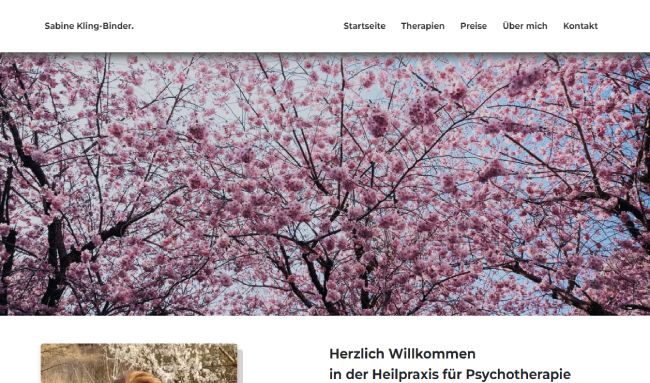 Sabine Kling-Binder.
Startseite Therapien Preise Über mich Kontakt
Herzlich Willkommen
in der Heilpraxis für Psychotherapie